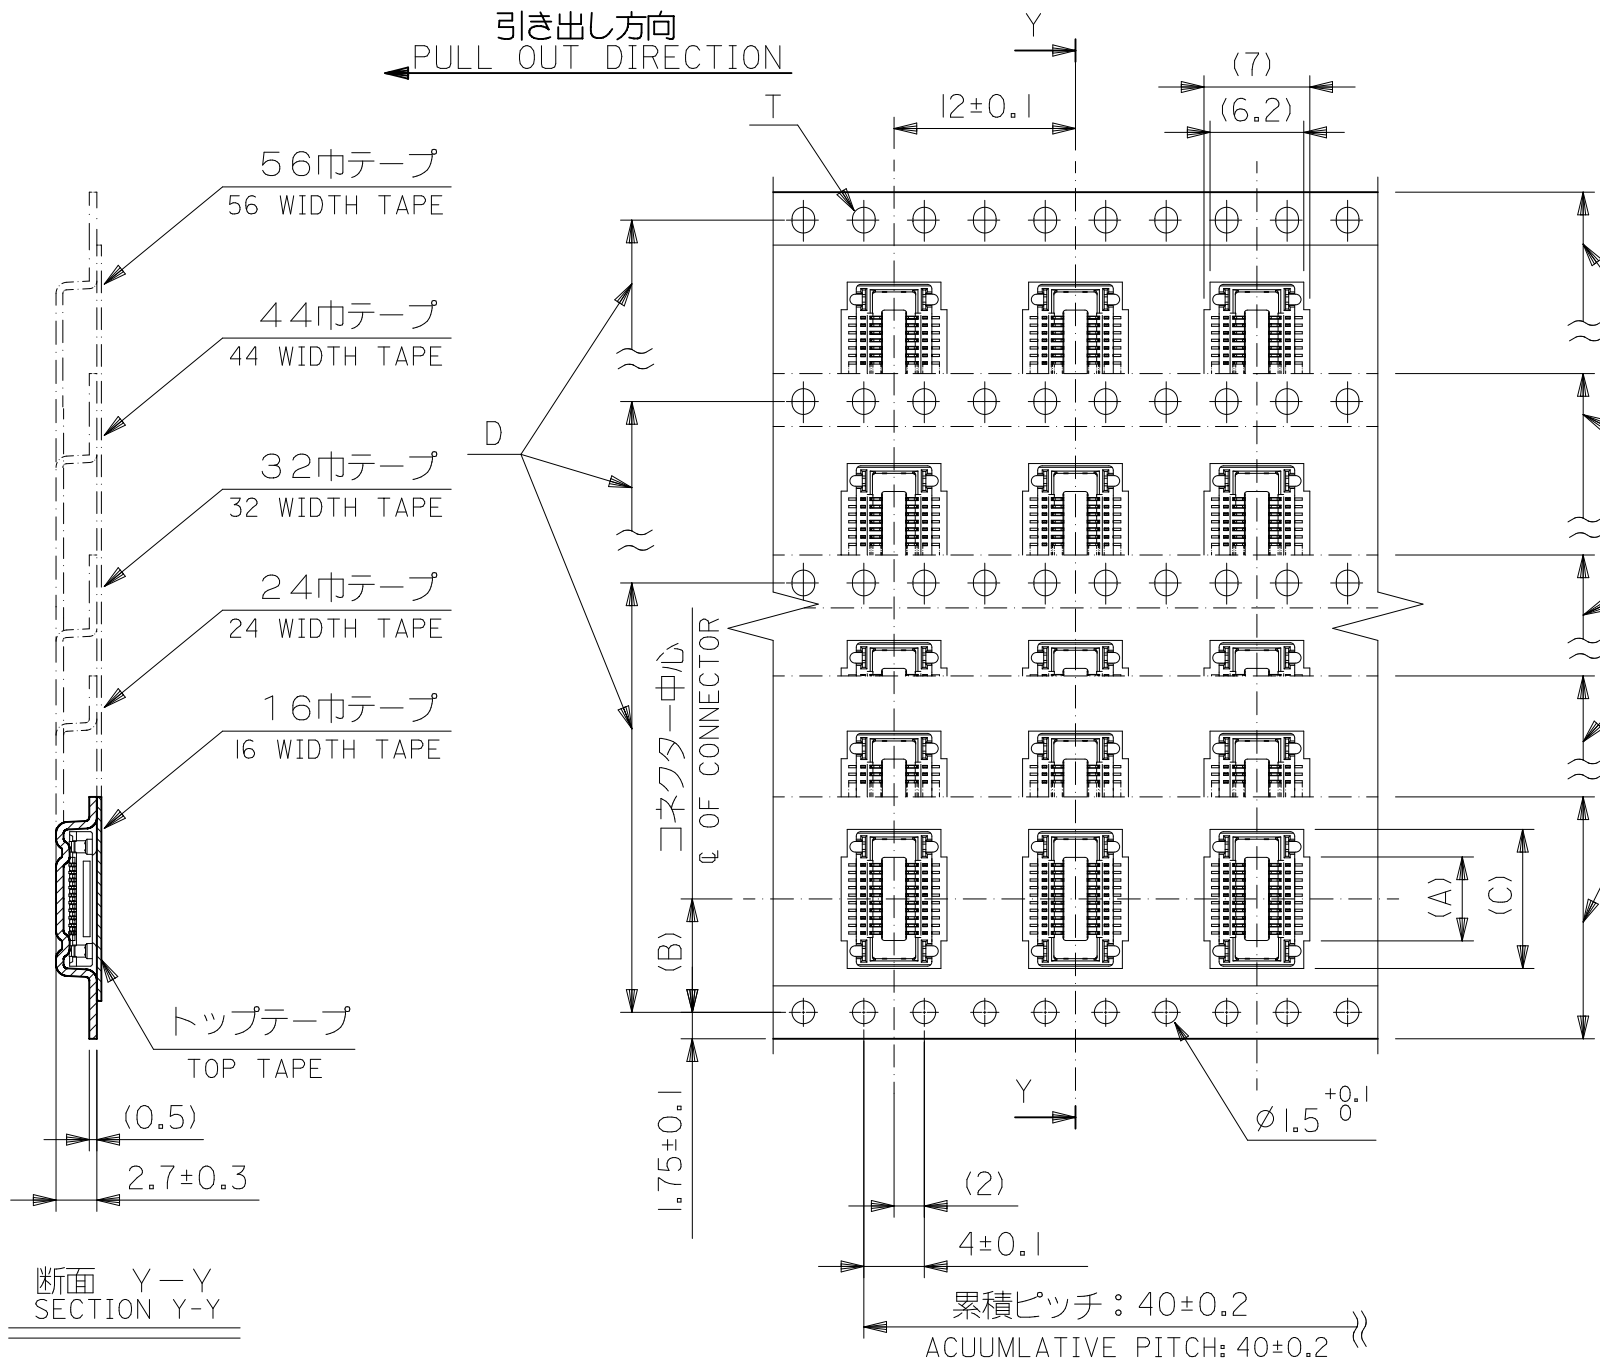 引き出し方向
PULL OUT DIRECTION
Y
(7)
(6.2)
12±0.1
T
56巾テープ
56 WIDTH TAPE
44巾テープ
44 WIDTH TAPE
D
32巾テープ
32 WIDTH TAPE
24巾テープ
24 WIDTH TAPE
16巾テープ
16 WIDTH TAPE
コネクター中心
℄ OF CONNECTOR
(A)
(C)
(B)
トップテープ
TOP TAPE
(0.5)
2.7±0.3
1.75±0.1
Y
Ø1.5 +0.1 0
(2)
4±0.1
断面 Y-Y
SECTION Y-Y
累積ピッチ:40±0.2
ACUUMLATIVE PITCH:40±0.2